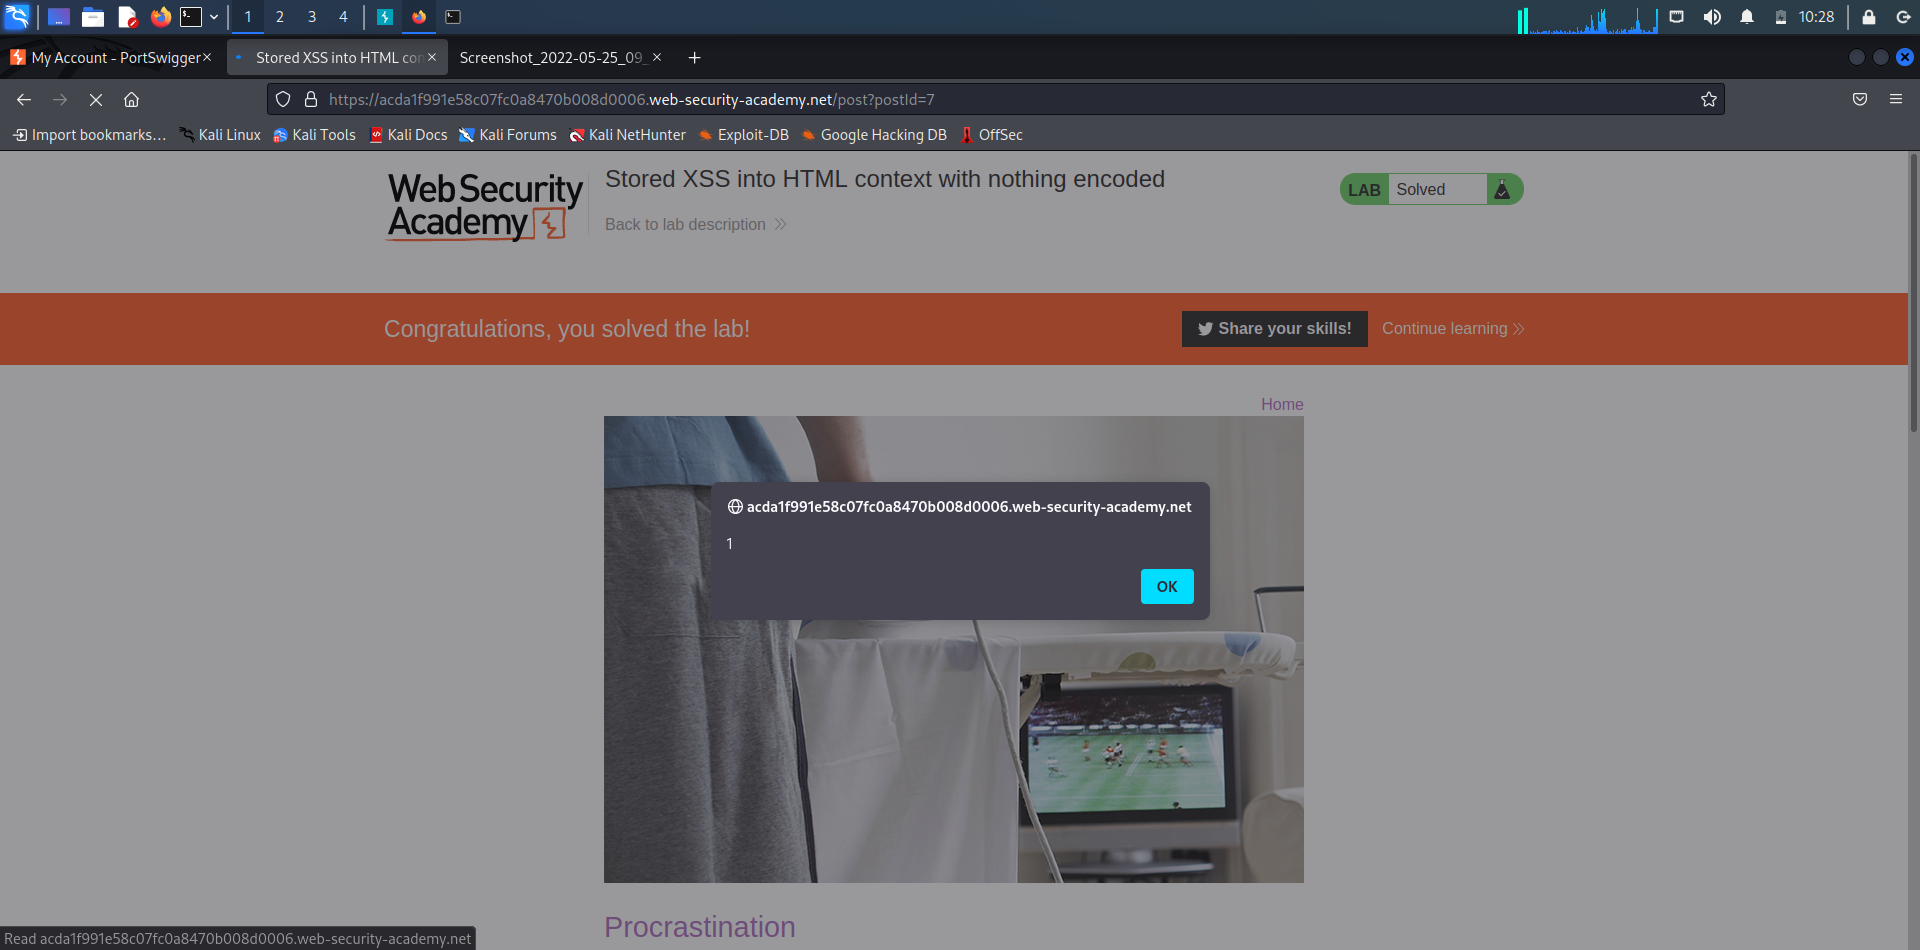 1 2 3 4 10:28
My Account - PortSwigger Stored XSS into HTML con Screenshot_2022-05-25_09_
https://acda1f991e58c07fc0a8470b008d0006.web-security-academy.net/post?postId=7
Import bookmarks... Kali Linux Kali Tools Kali Docs Kali Forums Kali NetHunter Exploit-DB Google Hacking DB OffSec
Web Security
Academy
Stored XSS into HTML context with nothing encoded
Back to lab description
LAB Solved
Congratulations, you solved the lab!
Share your skills! Continue learning
Home
acda1f991e58c07fc0a8470b008d0006.web-security-academy.net
1
OK
Procrastination
Read acda1f991e58c07fc0a8470b008d0006.web-security-academy.net